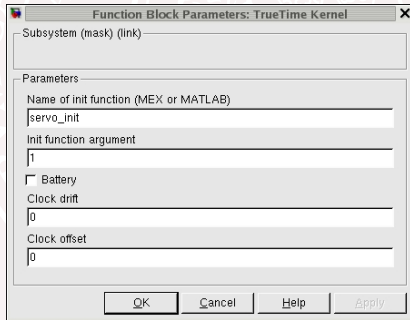 Function Block Parameters: TrueTime Kernel
Subsystem (mask) (link)
Parameters
Name of init function (MEX or MATLAB)
servo_init
Init function argument
1
Battery
Clock drift
0
Clock offset
0
OK Cancel Help Apply